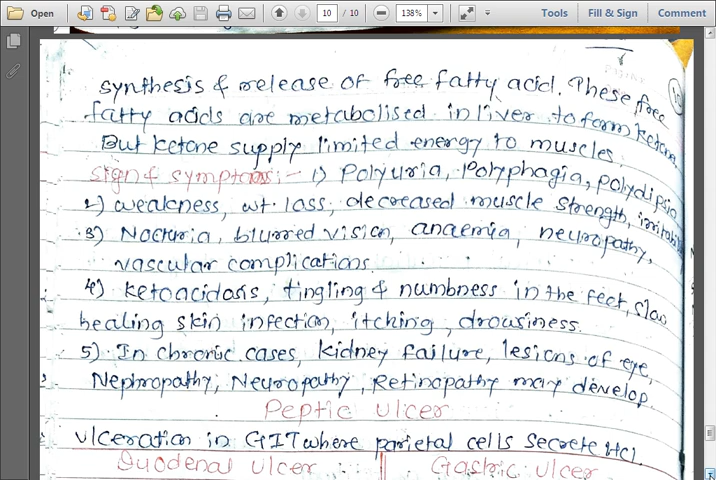 Open
10 / 10
138%
Tools
Fill & Sign
Comment
synthesis & release of free fatty acid. These free
fatty acids are metabolised in liver to form ketone
But ketone supply limited energy to muscles.
Sign & symptoms :- 1) Polyuria, Polyphagia, polydipsia
2) weakness, wt. loss, decreased muscle strength,
3) Nocturia, blurred vision, anaemia, neuropathy,
vascular complications.
4) Ketoacidosis, tingling & numbness in the feet, slow
healing skin infection, itching, drowsiness.
5) In chronic cases, kidney failure, lesions of eye,
Nephropathy, Neuropathy, Retinopathy may develop.
Peptic ulcer
ulceration in GIT where parietal cells secrete HCl.
Duodenal ulcer
Gastric ulcer